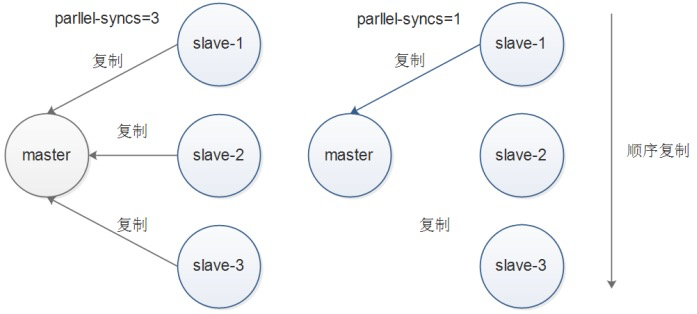 parllel-syncs=3
slave-1
复制
复制
master
slave-2
复制
slave-3
parllel-syncs=1
slave-1
复制
master
slave-2
复制
slave-3
顺序复制